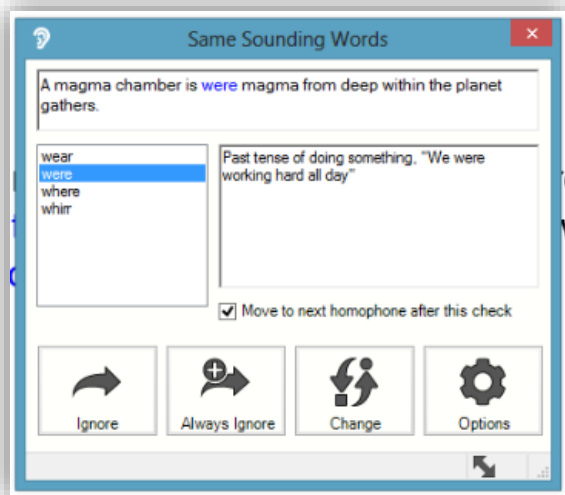 Same Sounding Words
A magma chamber is were magma from deep within the planet
gathers.
wear
were
where
whirr
Past tense of doing something, "We were
working hard all day"
Move to next homophone after this check
Ignore
Always Ignore
Change
Options